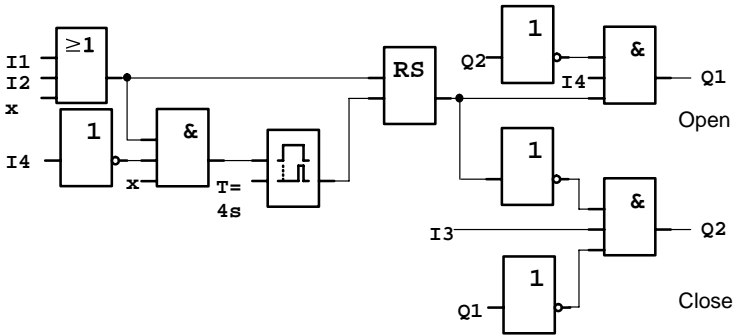 ≥1
I1
I2
x
1
I4
&
x
T=
4s
RS
1
Q2
I4
&
Q1
Open
1
I3
&
Q2
1
Q1
Close